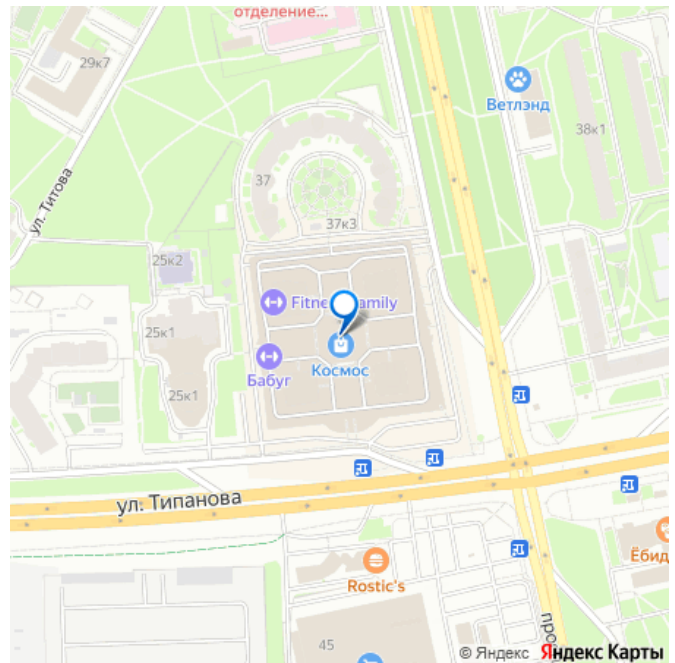 отделение...
29к7
Ветлэнд
38к1
ул. Титова
37
37к3
25к2
Fitness Family
25к1
Космос
Бабуг
25к1
ул. Типанова
Ёбид
Rostic's
45
прос
© Яндекс Яндекс Карты